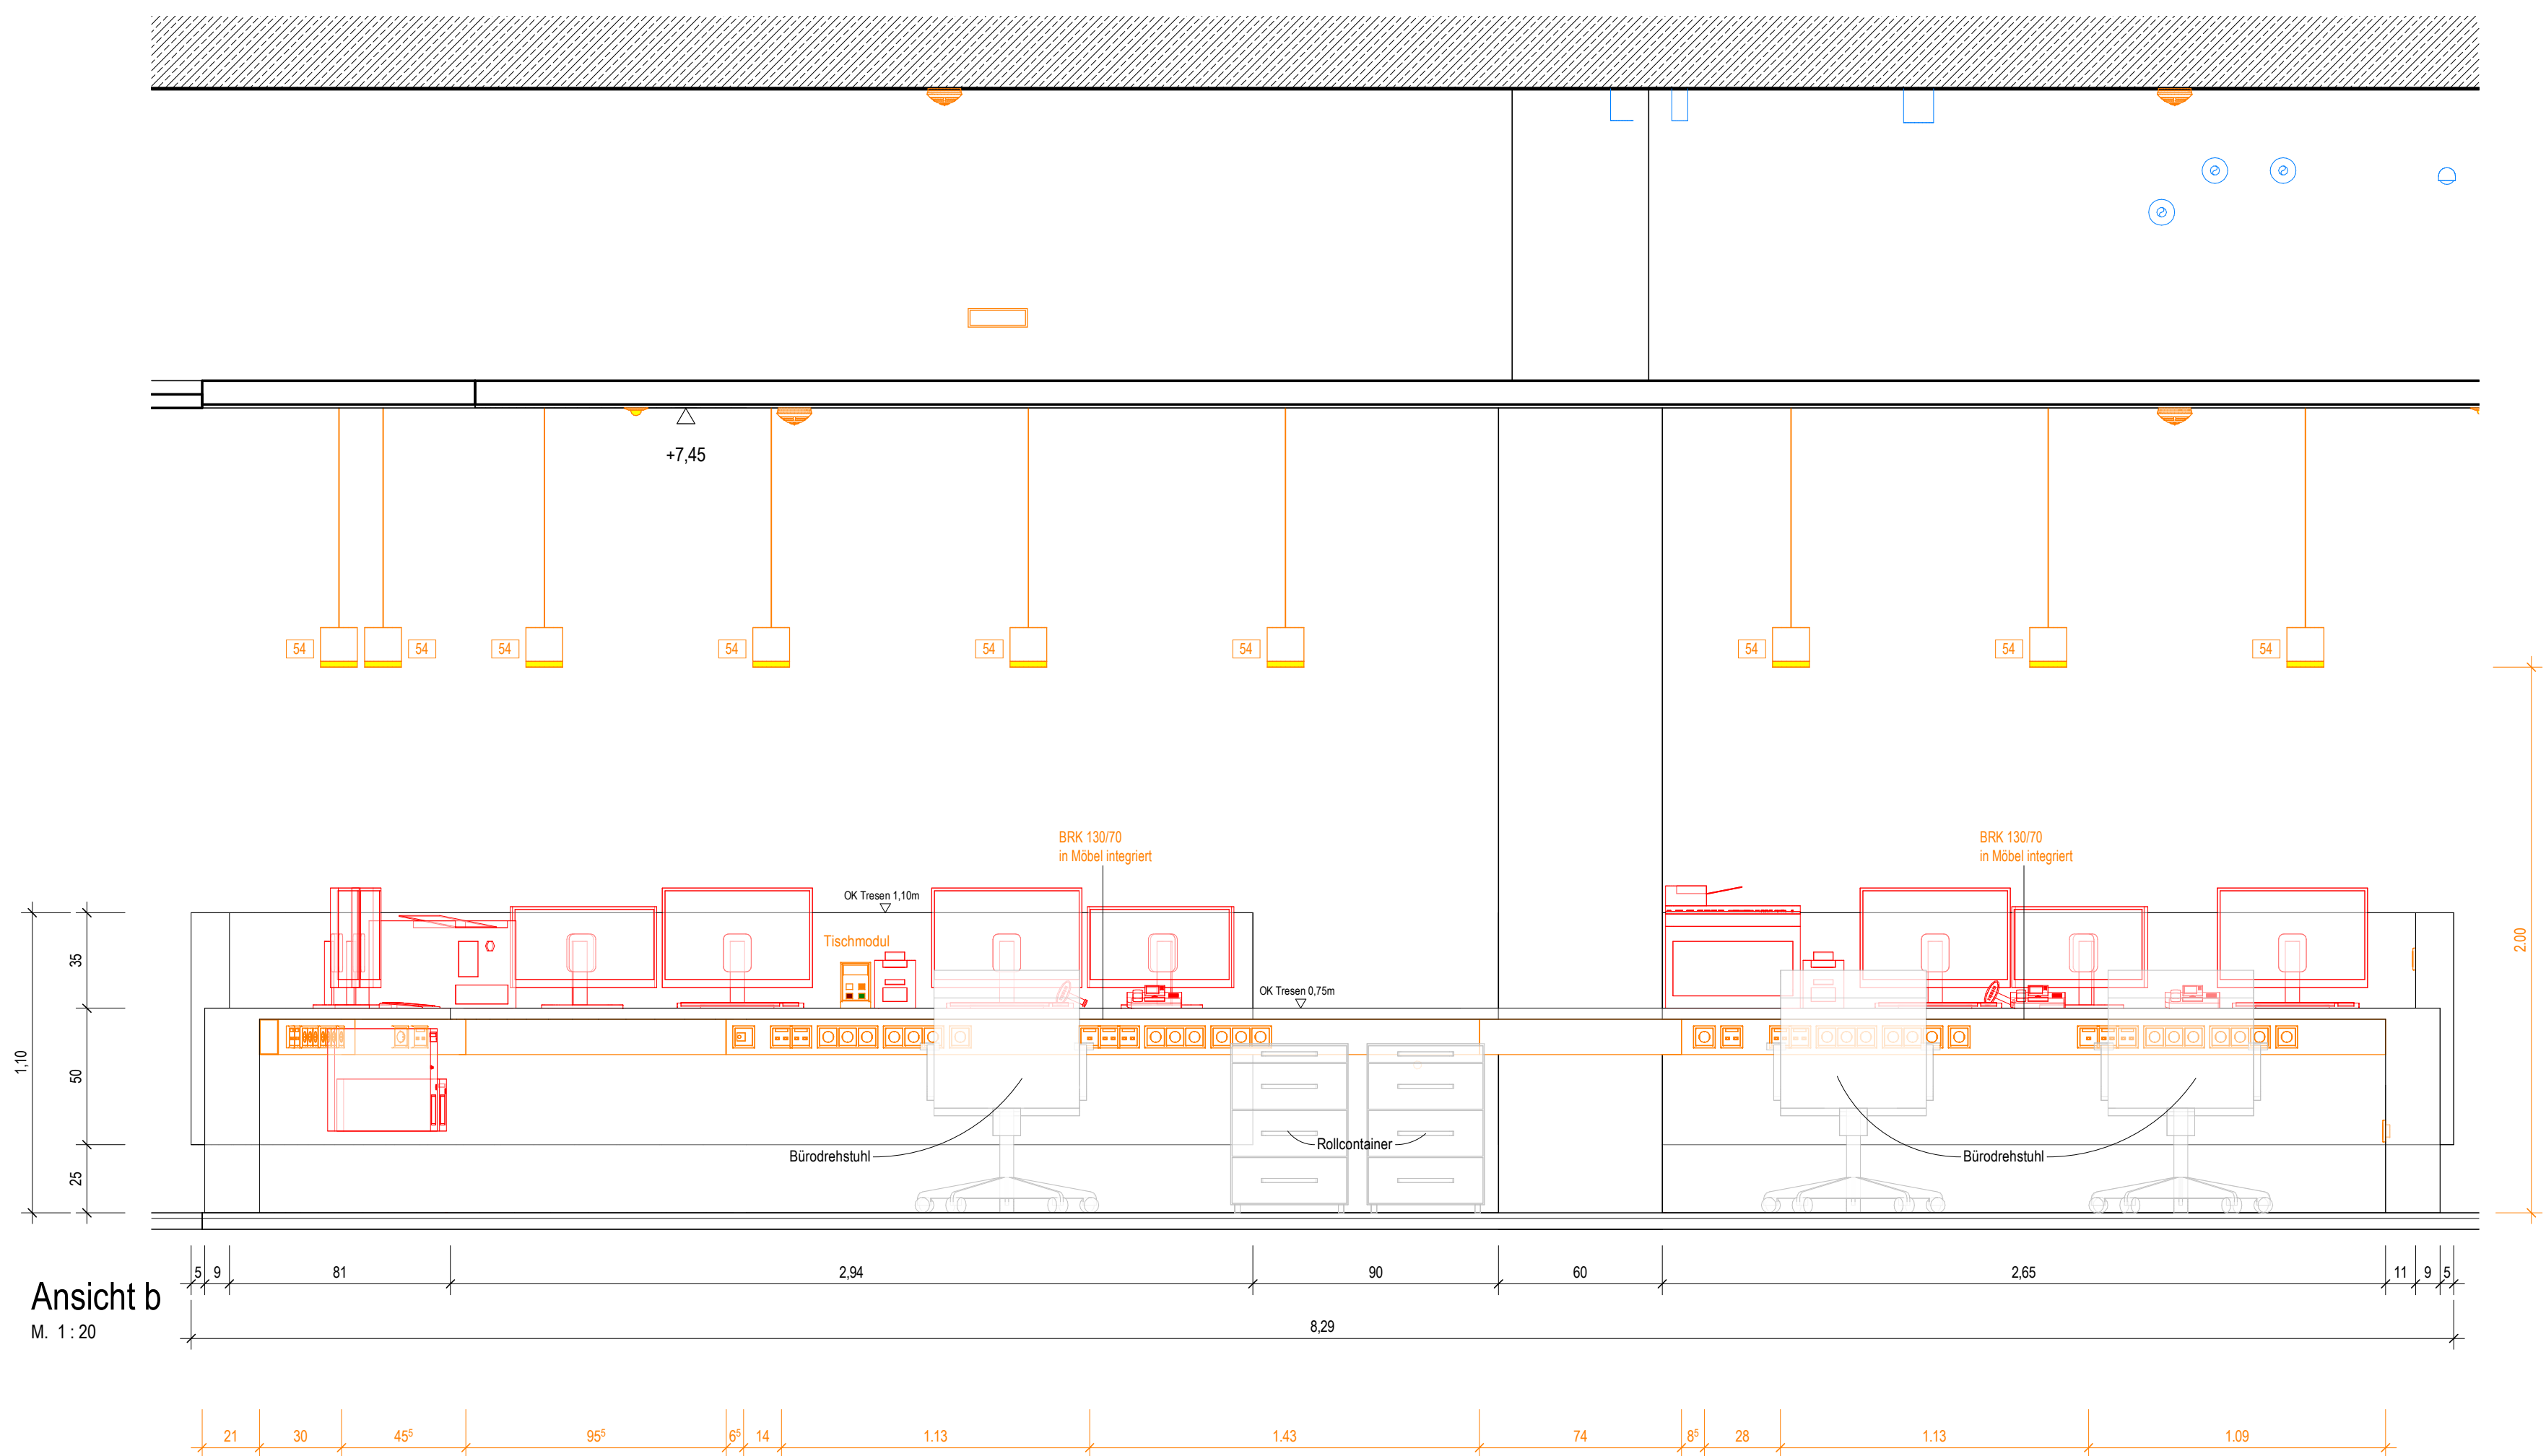 +7,45
54
54
54
54
54
54
54
54
54
BRK 130/70
in Möbel integriert
BRK 130/70
in Möbel integriert
OK Tresen 1,10m
Tischmodul
OK Tresen 0,75m
1,10
35
50
25
2.00
Bürodrehstuhl
Rollcontainer
Bürodrehstuhl
5 9 81 2,94 90 60 2,65 11 9 5
Ansicht b
M. 1 : 20
8,29
21 30 45⁵ 95⁵ 6⁵ 14 1.13 1.43 74 8⁵ 28 1.13 1.09